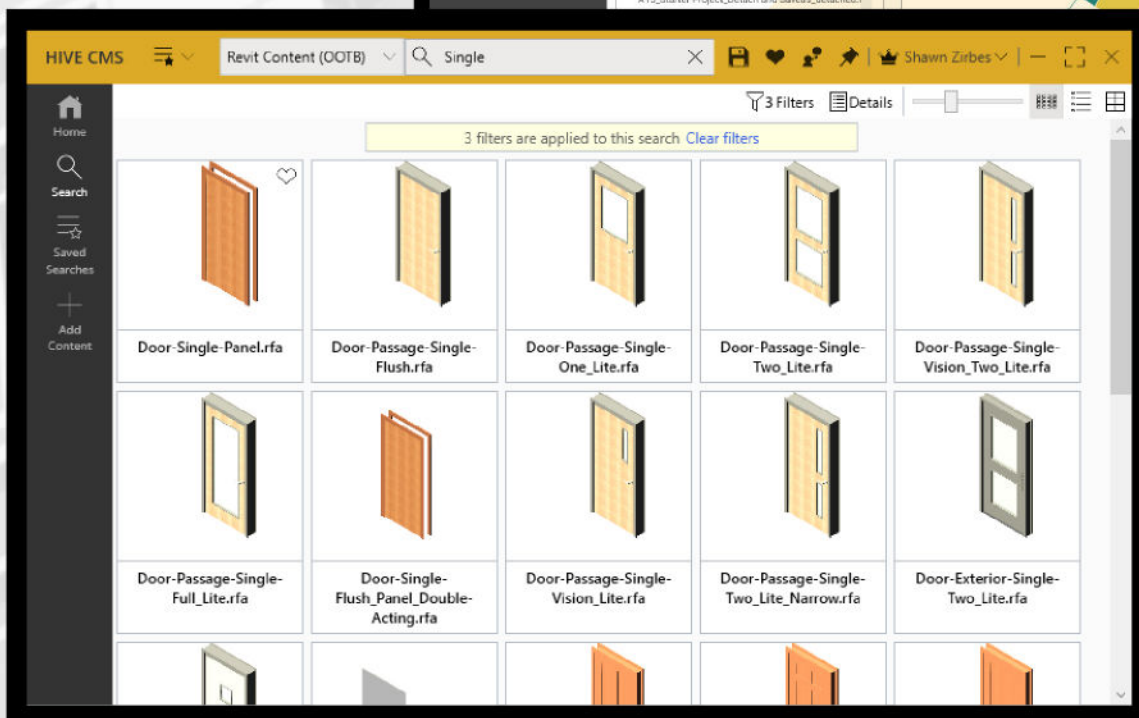 HIVE CMS
Revit Content (OOTB)
Single
Shawn Zirbes
3 Filters
Details
Home
Search
Saved
Searches
Add
Content
3 filters are applied to this search Clear filters
Door-Single-Panel.rfa
Door-Passage-Single-
Flush.rfa
Door-Passage-Single-
One_Lite.rfa
Door-Passage-Single-
Two_Lite.rfa
Door-Passage-Single-
Vision_Two_Lite.rfa
Door-Passage-Single-
Full_Lite.rfa
Door-Single-
Flush_Panel_Double-
Acting.rfa
Door-Passage-Single-
Vision_Lite.rfa
Door-Passage-Single-
Two_Lite_Narrow.rfa
Door-Exterior-Single-
Two_Lite.rfa